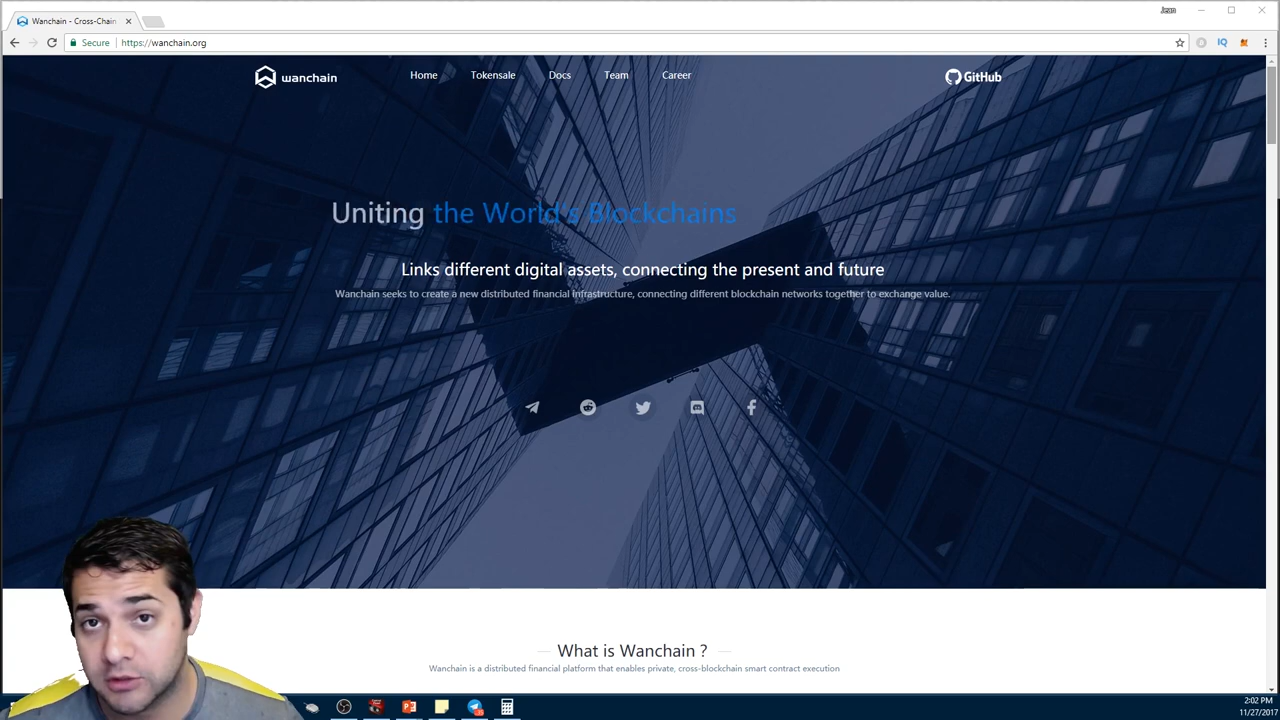 Wanchain - Cross-Chain
Jean
Secure
https://wanchain.org
wanchain
Home
Tokensale
Docs
Team
Career
GitHub
Uniting the World's Blockchains
Links different digital assets, connecting the present and future
Wanchain seeks to create a new distributed financial infrastructure, connecting different blockchain networks together to exchange value.
What is Wanchain ?
Wanchain is a distributed financial platform that enables private, cross-blockchain smart contract execution
2:02 PM
11/27/2017